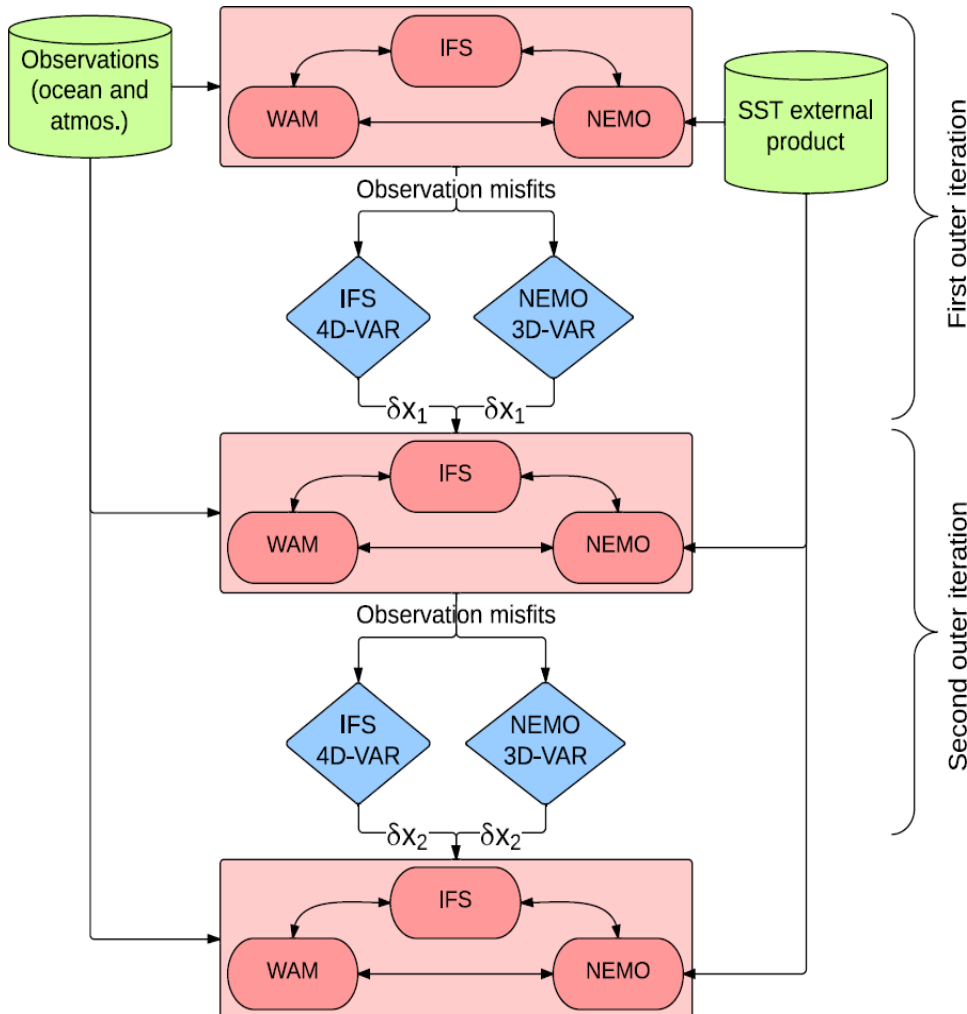 Observations
(ocean and
atmos.)
IFS
WAM
NEMO
SST external
product
Observation misfits
IFS
4D-VAR
NEMO
3D-VAR
δx₁
δx₁
First outer iteration
IFS
WAM
NEMO
Observation misfits
IFS
4D-VAR
NEMO
3D-VAR
δx₂
δx₂
Second outer iteration
IFS
WAM
NEMO